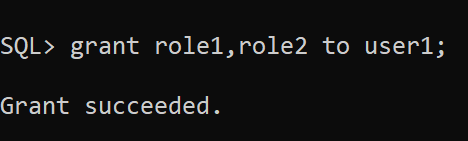 SQL> grant role1,role2 to user1;
Grant succeeded.